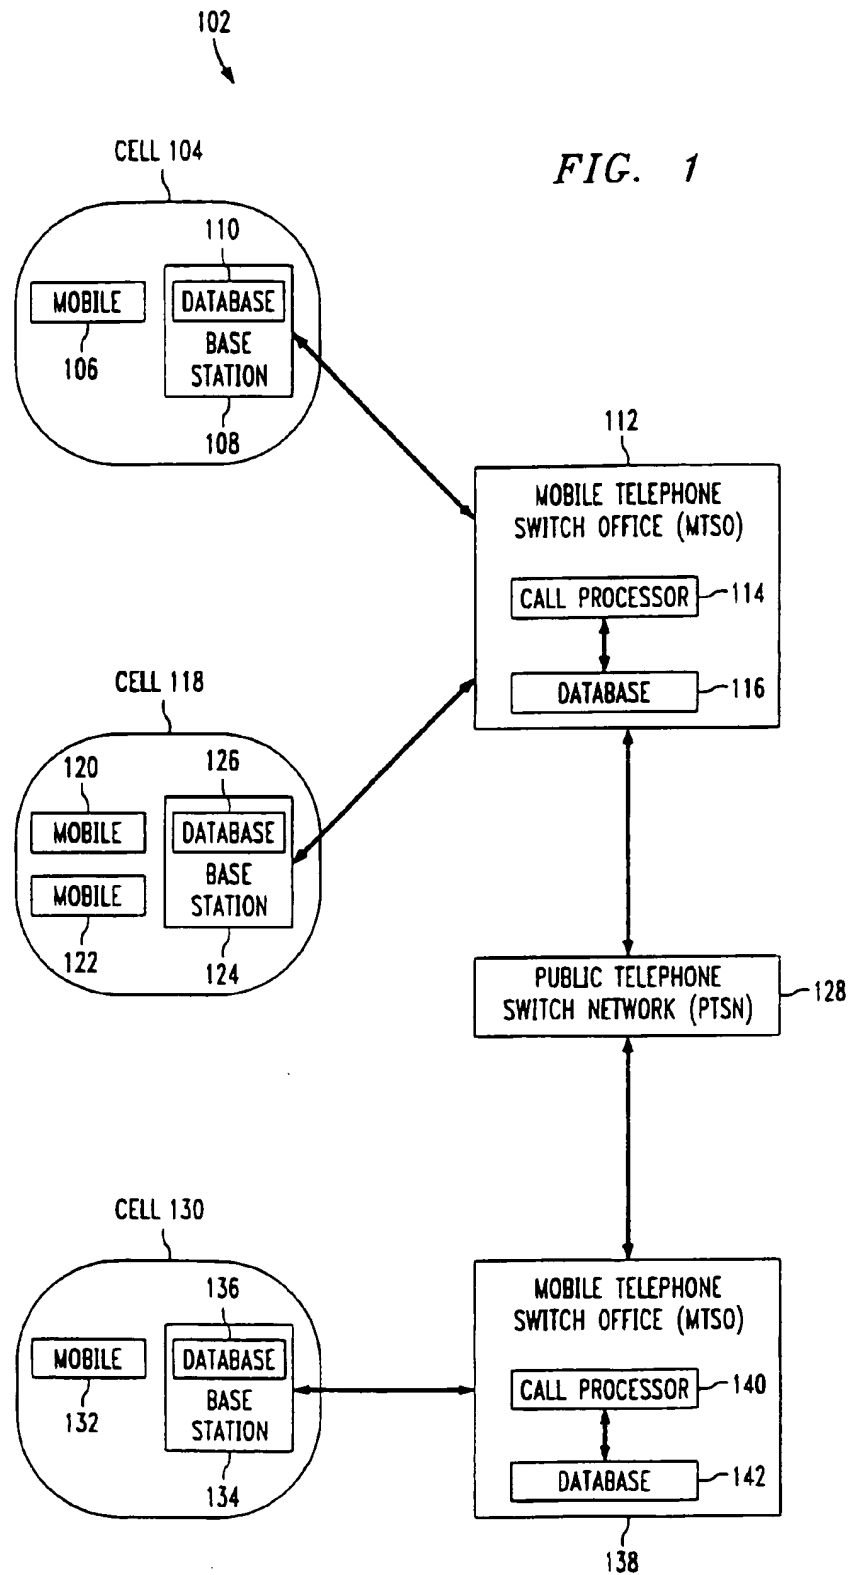 102
FIG. 1
CELL 104
110
DATABASE
MOBILE
BASE
STATION
106
108
112
MOBILE TELEPHONE
SWITCH OFFICE (MTSO)
CALL PROCESSOR
114
DATABASE
116
CELL 118
120
126
MOBILE
DATABASE
MOBILE
BASE
STATION
122
124
PUBLIC TELEPHONE
SWITCH NETWORK (PTSN)
128
CELL 130
136
DATABASE
MOBILE
BASE
STATION
132
134
MOBILE TELEPHONE
SWITCH OFFICE (MTSO)
CALL PROCESSOR
140
DATABASE
142
138